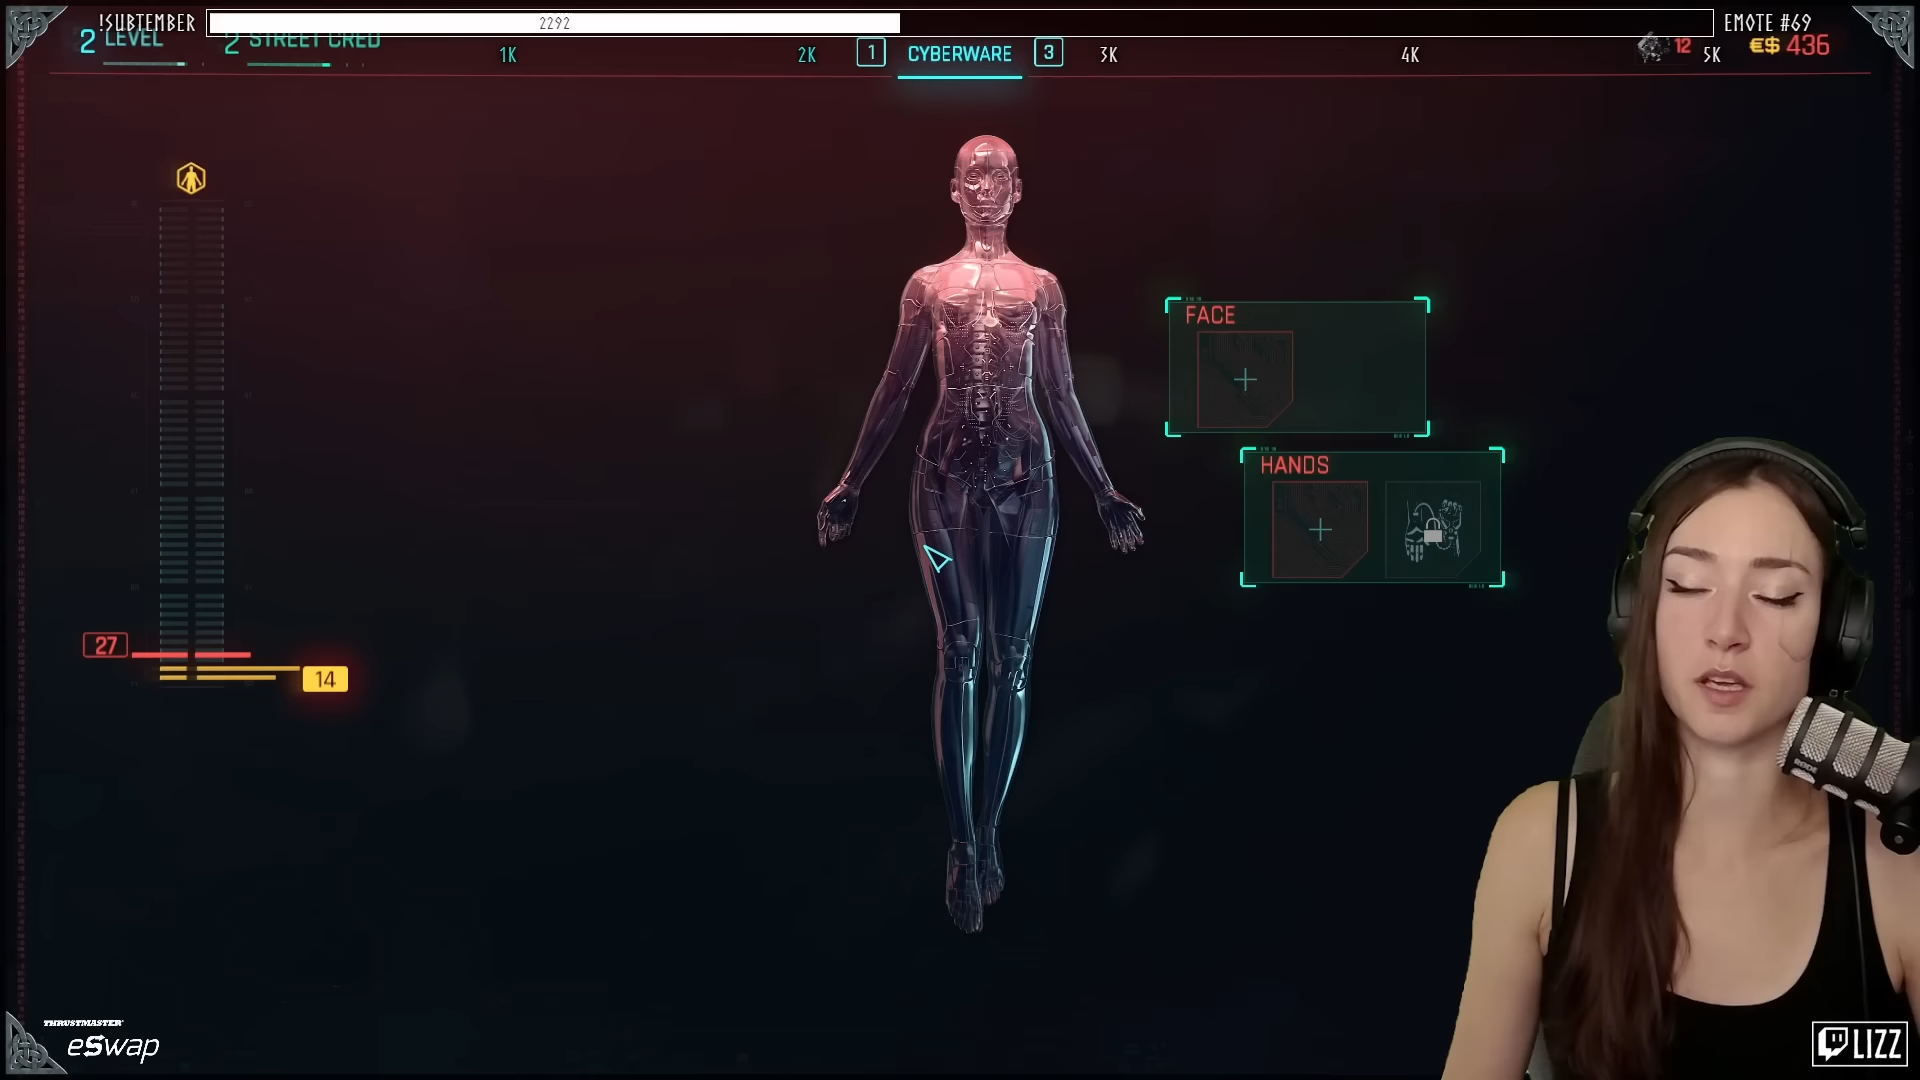 !SUBTEMBER
2292
EMOTE #69
2 LEVEL
2 STREET CRED
1K
2K
1
CYBERWARE
3
3K
4K
12
5K
€$ 436
FACE
HANDS
27
14
RØDE
THRUSTMASTER
eSwap
LIZZ